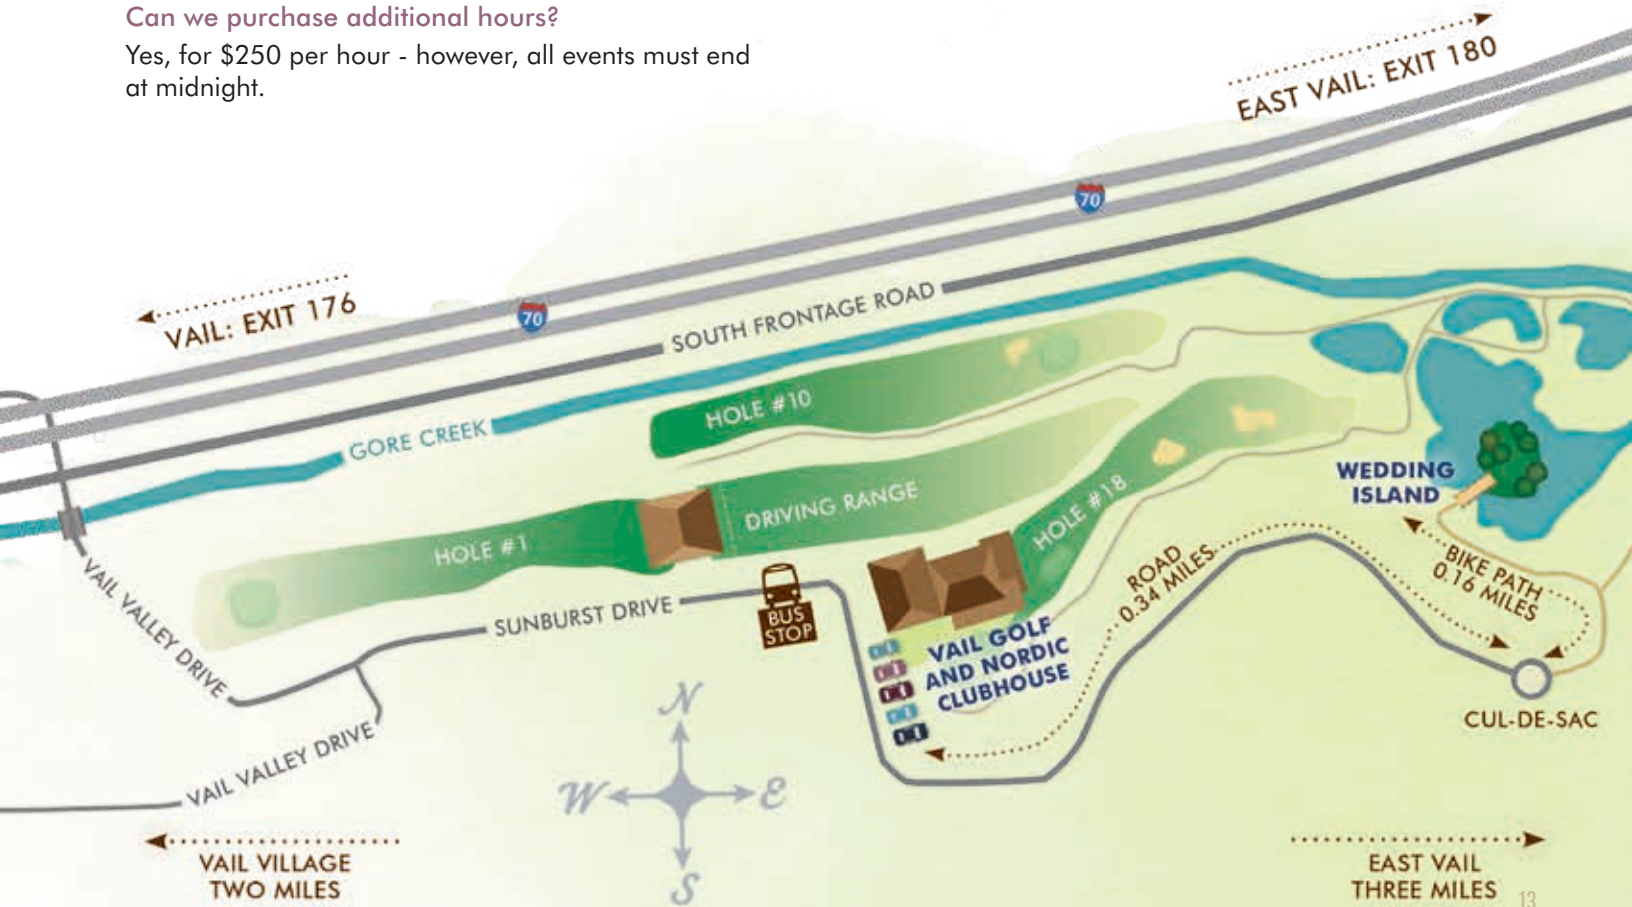 Can we purchase additional hours?
Yes, for $250 per hour - however, all events must end
at midnight.
EAST VAIL: EXIT 180
70
VAIL: EXIT 176
70
SOUTH FRONTAGE ROAD
GORE CREEK
HOLE #10
WEDDING
ISLAND
DRIVING RANGE
HOLE #18
HOLE #1
BIKE PATH
0.16 MILES
ROAD
0.34 MILES
VAIL VALLEY DRIVE
SUNBURST DRIVE
BUS
STOP
VAIL GOLF
AND NORDIC
CLUBHOUSE
CUL-DE-SAC
VAIL VALLEY DRIVE
N
W
E
S
VAIL VILLAGE
TWO MILES
EAST VAIL
THREE MILES
13